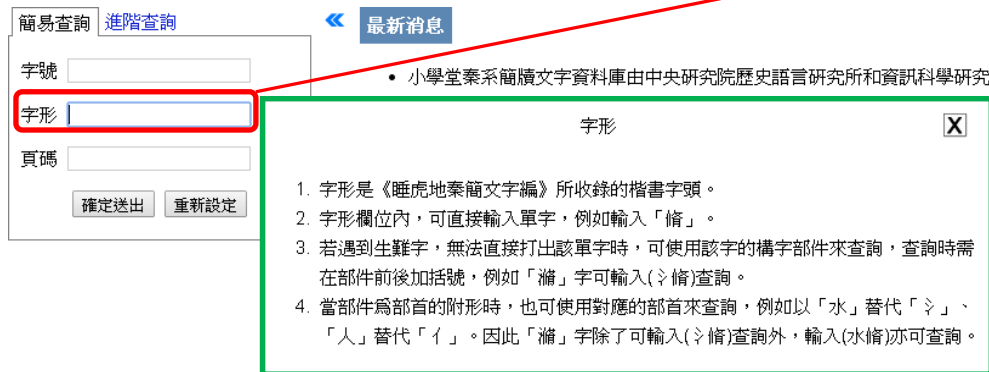 簡易查詢 進階查詢
«
最新消息
字號
• 小學堂秦系簡牘文字資料庫由中央研究院歷史語言研究所和資訊科學研究
字形
頁碼
確定送出 重新設定
字形
X
1. 字形是《睡虎地秦簡文字編》所收錄的楷書字頭。
2. 字形欄位內,可直接輸入單字,例如輸入「脩」。
3. 若遇到生難字,無法直接打出該單字時,可使用該字的構字部件來查詢,查詢時需
在部件前後加括號,例如「滫」字可輸入(氵脩)查詢。
4. 當部件為部首的附形時,也可使用對應的部首來查詢,例如以「水」替代「氵」、
「人」替代「亻」。因此「滫」字除了可輸入(氵脩)查詢外,輸入(水脩)亦可查詢。